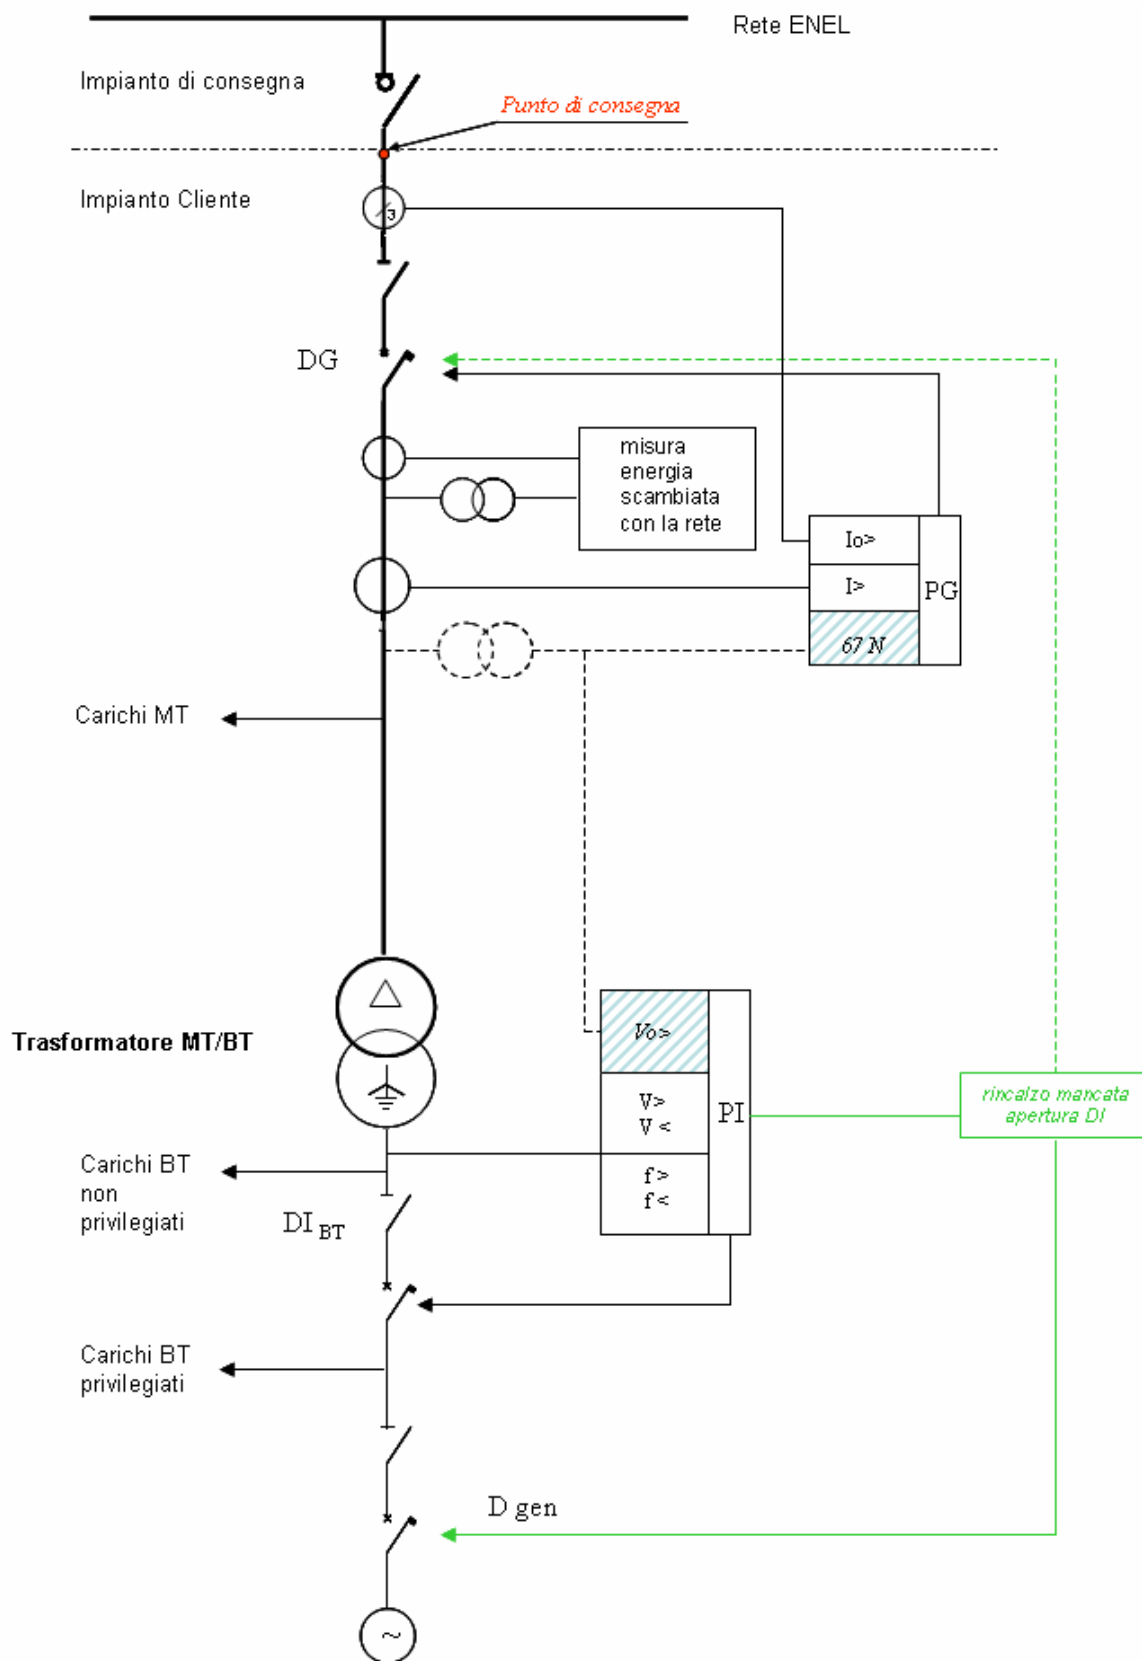 Rete ENEL
Impianto di consegna
Punto di consegna
Impianto Cliente
3
DG
misura
energia
scambiata
con la rete
Io>
I>
PG
67 N
Carichi MT
Trasformatore MT/BT
Vo>
V>
V<
PI
f>
f<
rincalzo mancata
apertura DI
Carichi BT
non
privilegiati
DI BT
Carichi BT
privilegiati
D gen
~